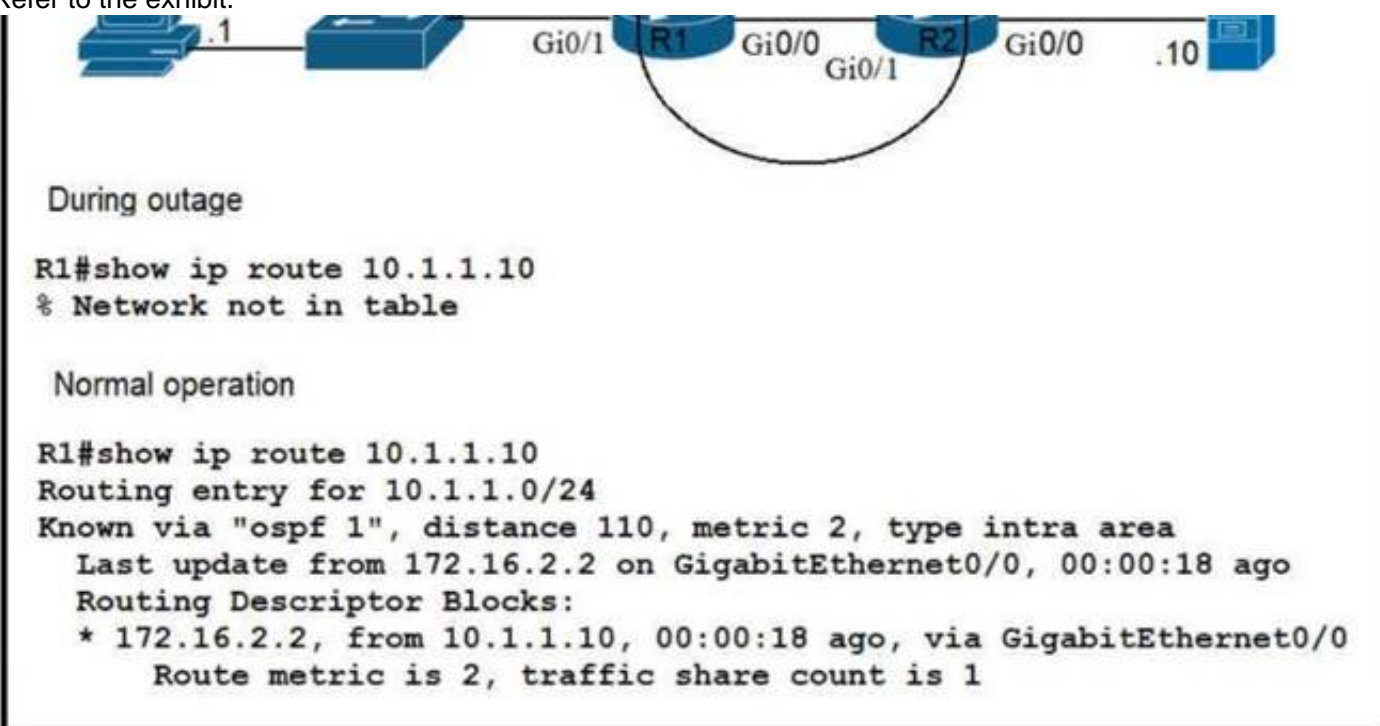 Refer to the exhibit.
.1
Gi0/1
R1
Gi0/0
Gi0/1
R2
Gi0/0
.10
During outage
R1#show ip route 10.1.1.10
% Network not in table
Normal operation
R1#show ip route 10.1.1.10
Routing entry for 10.1.1.0/24
Known via "ospf 1", distance 110, metric 2, type intra area
Last update from 172.16.2.2 on GigabitEthernet0/0, 00:00:18 ago
Routing Descriptor Blocks:
* 172.16.2.2, from 10.1.1.10, 00:00:18 ago, via GigabitEthernet0/0
Route metric is 2, traffic share count is 1